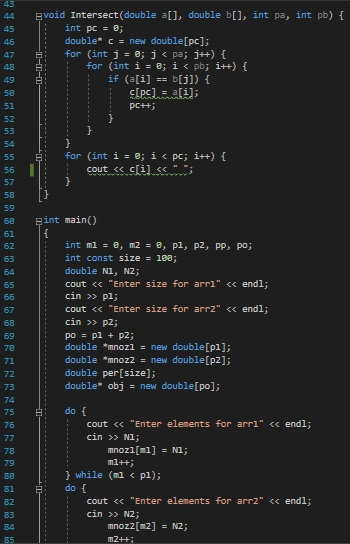 43
44 void Intersect(double a[], double b[], int pa, int pb) {
45 int pc = 0;
46 double* c = new double[pc];
47 for (int j = 0; j < pa; j++) {
48 for (int i = 0; i < pb; i++) {
49 if (a[i] == b[j]) {
50 c[pc] = a[i];
51 pc++;
52 }
53 }
54 }
55 for (int i = 0; i < pc; i++) {
56 cout << c[i] << " ";
57 }
58 }
59
60 int main()
61 {
62 int m1 = 0, m2 = 0, p1, p2, pp, po;
63 int const size = 100;
64 double N1, N2;
65 cout << "Enter size for arr1" << endl;
66 cin >> p1;
67 cout << "Enter size for arr2" << endl;
68 cin >> p2;
69 po = p1 + p2;
70 double *mnoz1 = new double[p1];
71 double *mnoz2 = new double[p2];
72 double per[size];
73 double* obj = new double[po];
74
75 do {
76 cout << "Enter elements for arr1" << endl;
77 cin >> N1;
78 mnoz1[m1] = N1;
79 m1++;
80 } while (m1 < p1);
81 do {
82 cout << "Enter elements for arr2" << endl;
83 cin >> N2;
84 mnoz2[m2] = N2;
85 m2++;